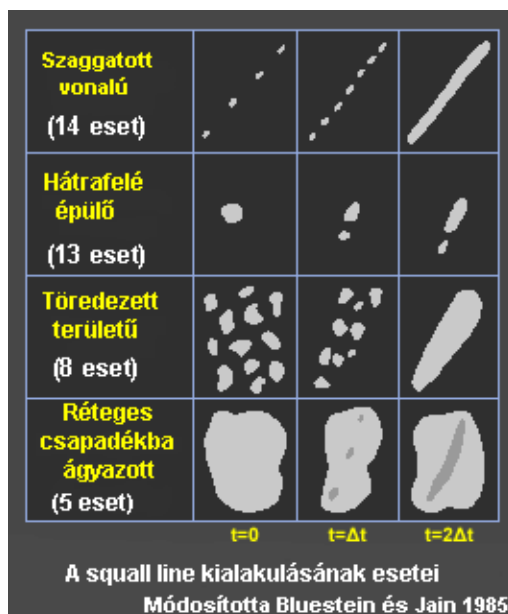 Szaggatott
vonalú
(14 eset)
Hátrafelé
épülő
(13 eset)
Töredezett
területű
(8 eset)
Réteges
csapadékba
ágyazott
(5 eset)
t=0 t=Δt t=2Δt
A squall line kialakulásának esetei
Módosította Bluestein és Jain 1985